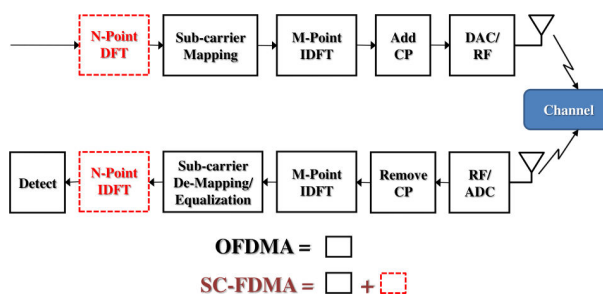 N-Point
DFT
Sub-carrier
Mapping
M-Point
IDFT
Add
CP
DAC/
RF
Channel
Detect
N-Point
IDFT
Sub-carrier
De-Mapping/
Equalization
M-Point
IDFT
Remove
CP
RF/
ADC
OFDMA =
SC-FDMA = +